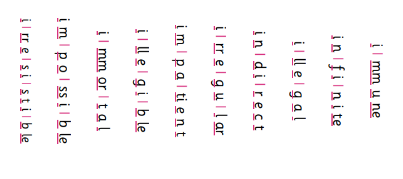 immune
infinite
illegal
indirect
irregular
impatient
illegible
immortal
impossible
irresistible